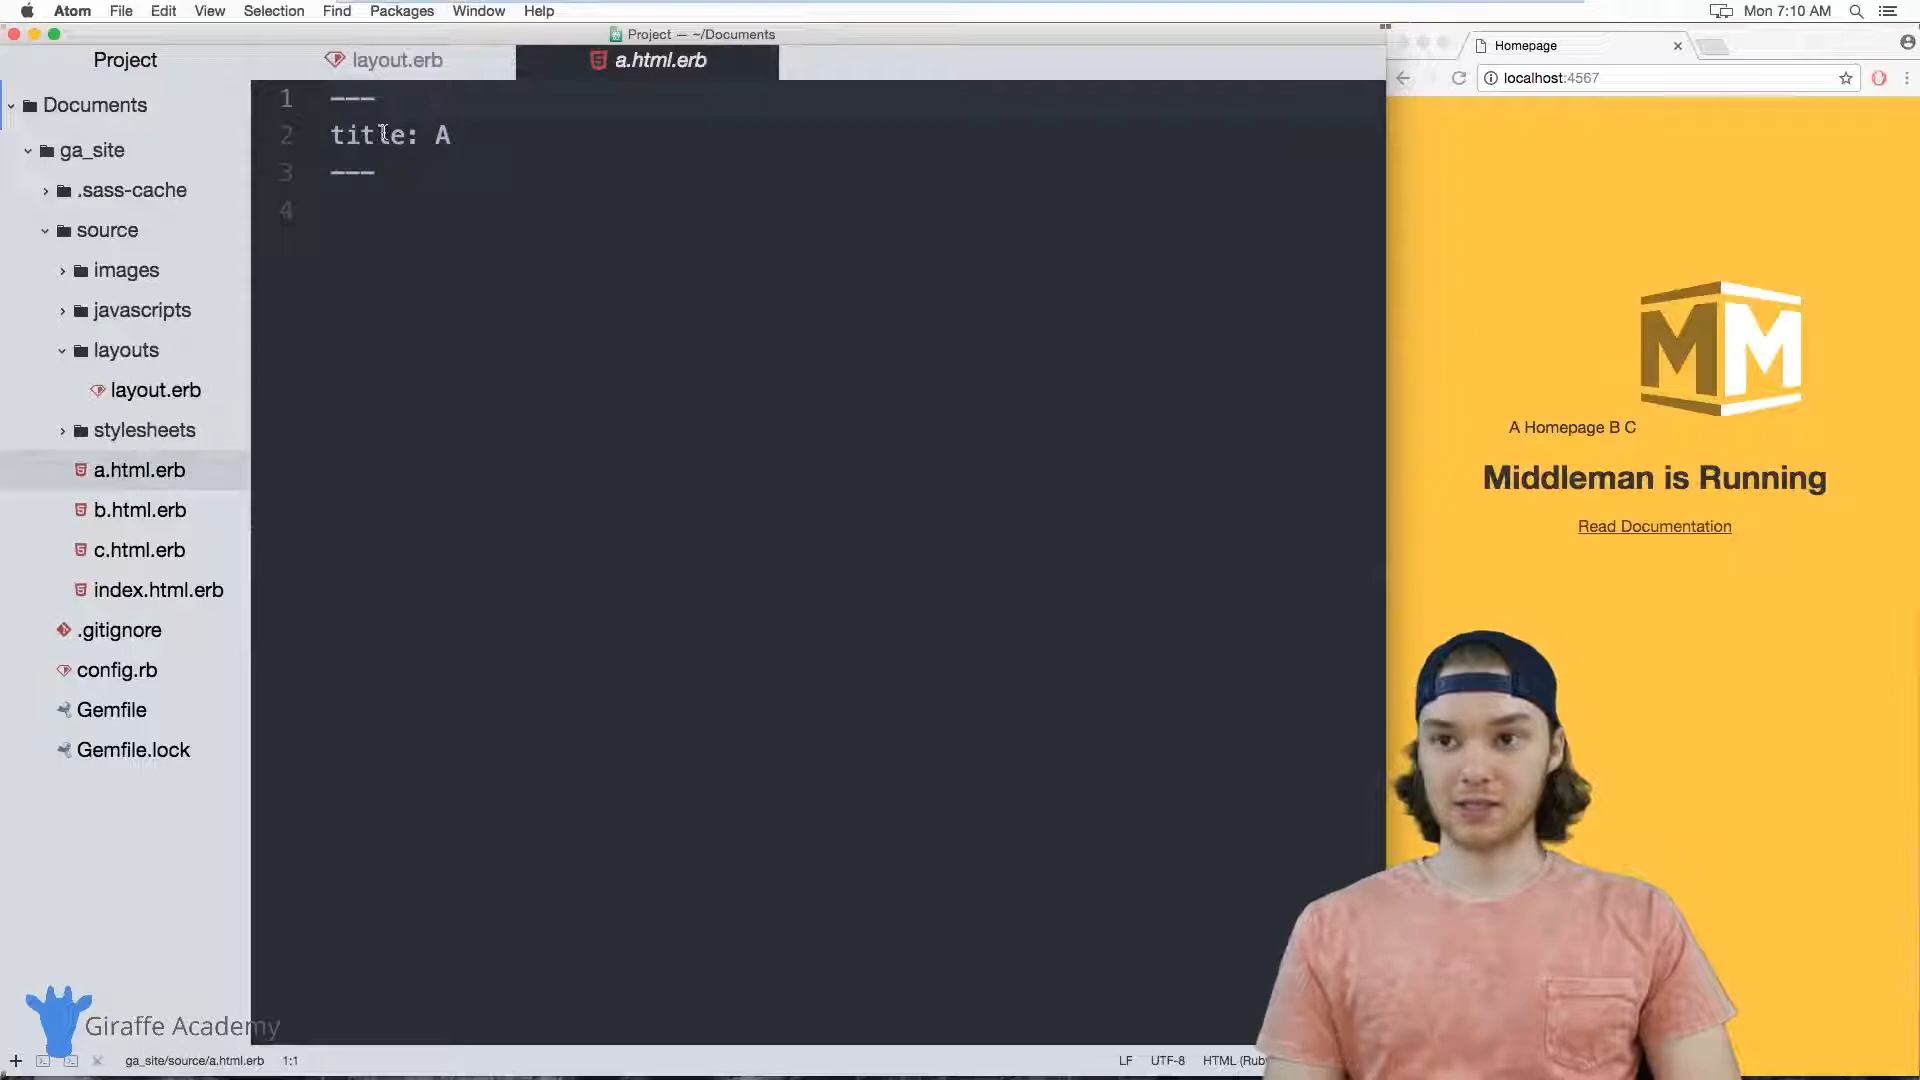 Atom File Edit View Selection Find Packages Window Help Mon 7:10 AM
Project — ~/Documents
Project
layout.erb
a.html.erb
Homepage
localhost:4567
Documents
ga_site
.sass-cache
source
images
javascripts
layouts
layout.erb
stylesheets
a.html.erb
b.html.erb
c.html.erb
index.html.erb
.gitignore
config.rb
Gemfile
Gemfile.lock
1 ---
2 title: A
3 ---
4
MM
A Homepage B C
Middleman is Running
Read Documentation
Giraffe Academy
ga_site/source/a.html.erb 1:1 LF UTF-8 HTML (Rub